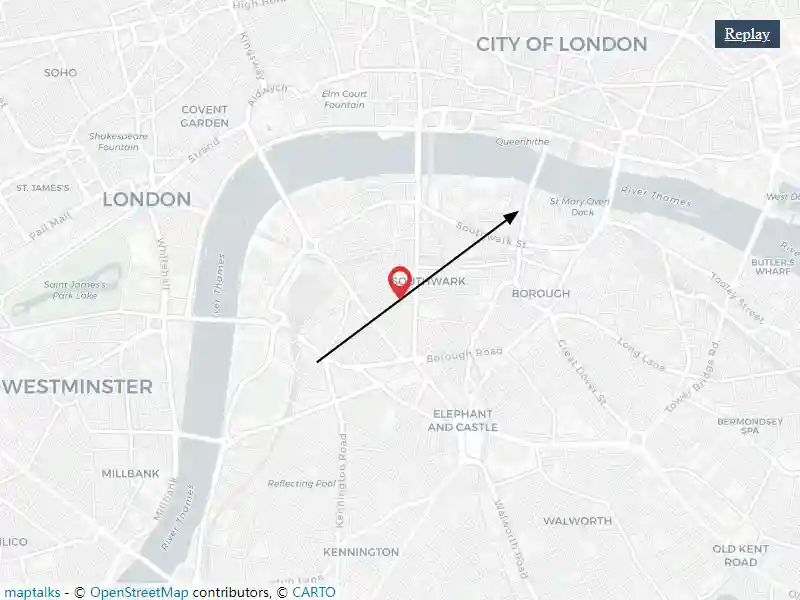 High Road
Replay
Kingsway
CITY OF LONDON
SOHO
Aldwych
Elm Court
Fountain
COVENT
GARDEN
Shakespeare
Fountain
Strand
Queenhithe
ST. JAMES'S
LONDON
River Thames
West Do
St Mary Overi
Dock
Pall Mall
Southwark St
Whitehall
River
BUTLER'S
WHARF
River Thames
Saint James's
Park Lake
SOUTHWARK
BOROUGH
Tooley Street
Borough Road
Long Lane
Great Dover St
Tower Bridge Rd.
WESTMINSTER
ELEPHANT
AND CASTLE
BERMONDSEY
SPA
MILLBANK
Kennington Road
Reflecting Pool
Millbank
River Thames
Walworth Road
WALWORTH
LICO
KENNINGTON
OLD KENT
ROAD
Lane
maptalks - © OpenStreetMap contributors, © CARTO